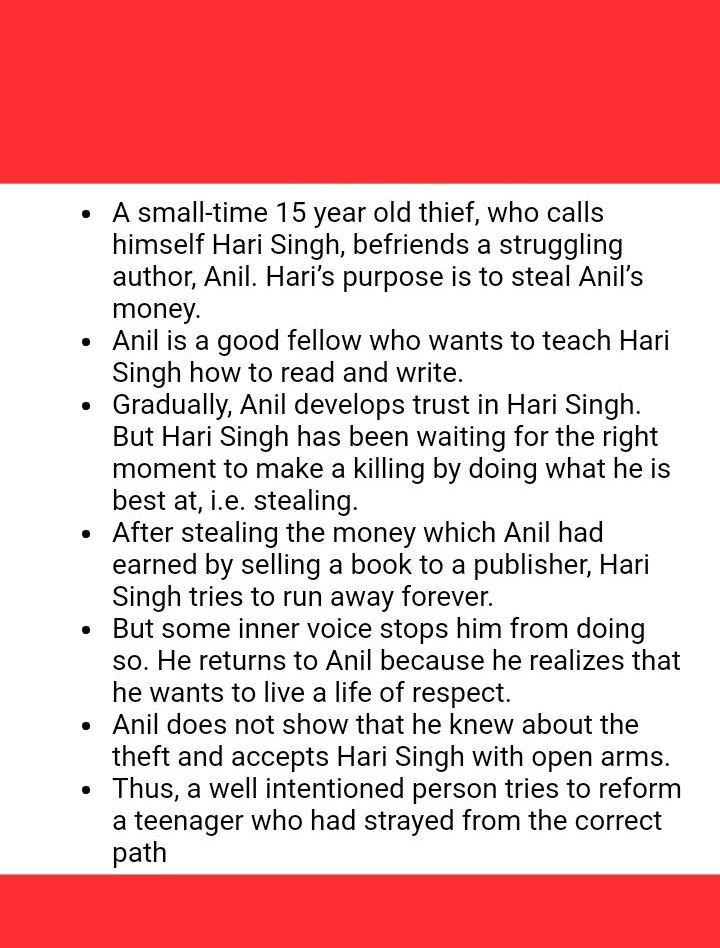 • A small-time 15 year old thief, who calls
himself Hari Singh, befriends a struggling
author, Anil. Hari’s purpose is to steal Anil’s
money.
• Anil is a good fellow who wants to teach Hari
Singh how to read and write.
• Gradually, Anil develops trust in Hari Singh.
But Hari Singh has been waiting for the right
moment to make a killing by doing what he is
best at, i.e. stealing.
• After stealing the money which Anil had
earned by selling a book to a publisher, Hari
Singh tries to run away forever.
• But some inner voice stops him from doing
so. He returns to Anil because he realizes that
he wants to live a life of respect.
• Anil does not show that he knew about the
theft and accepts Hari Singh with open arms.
• Thus, a well intentioned person tries to reform
a teenager who had strayed from the correct
path